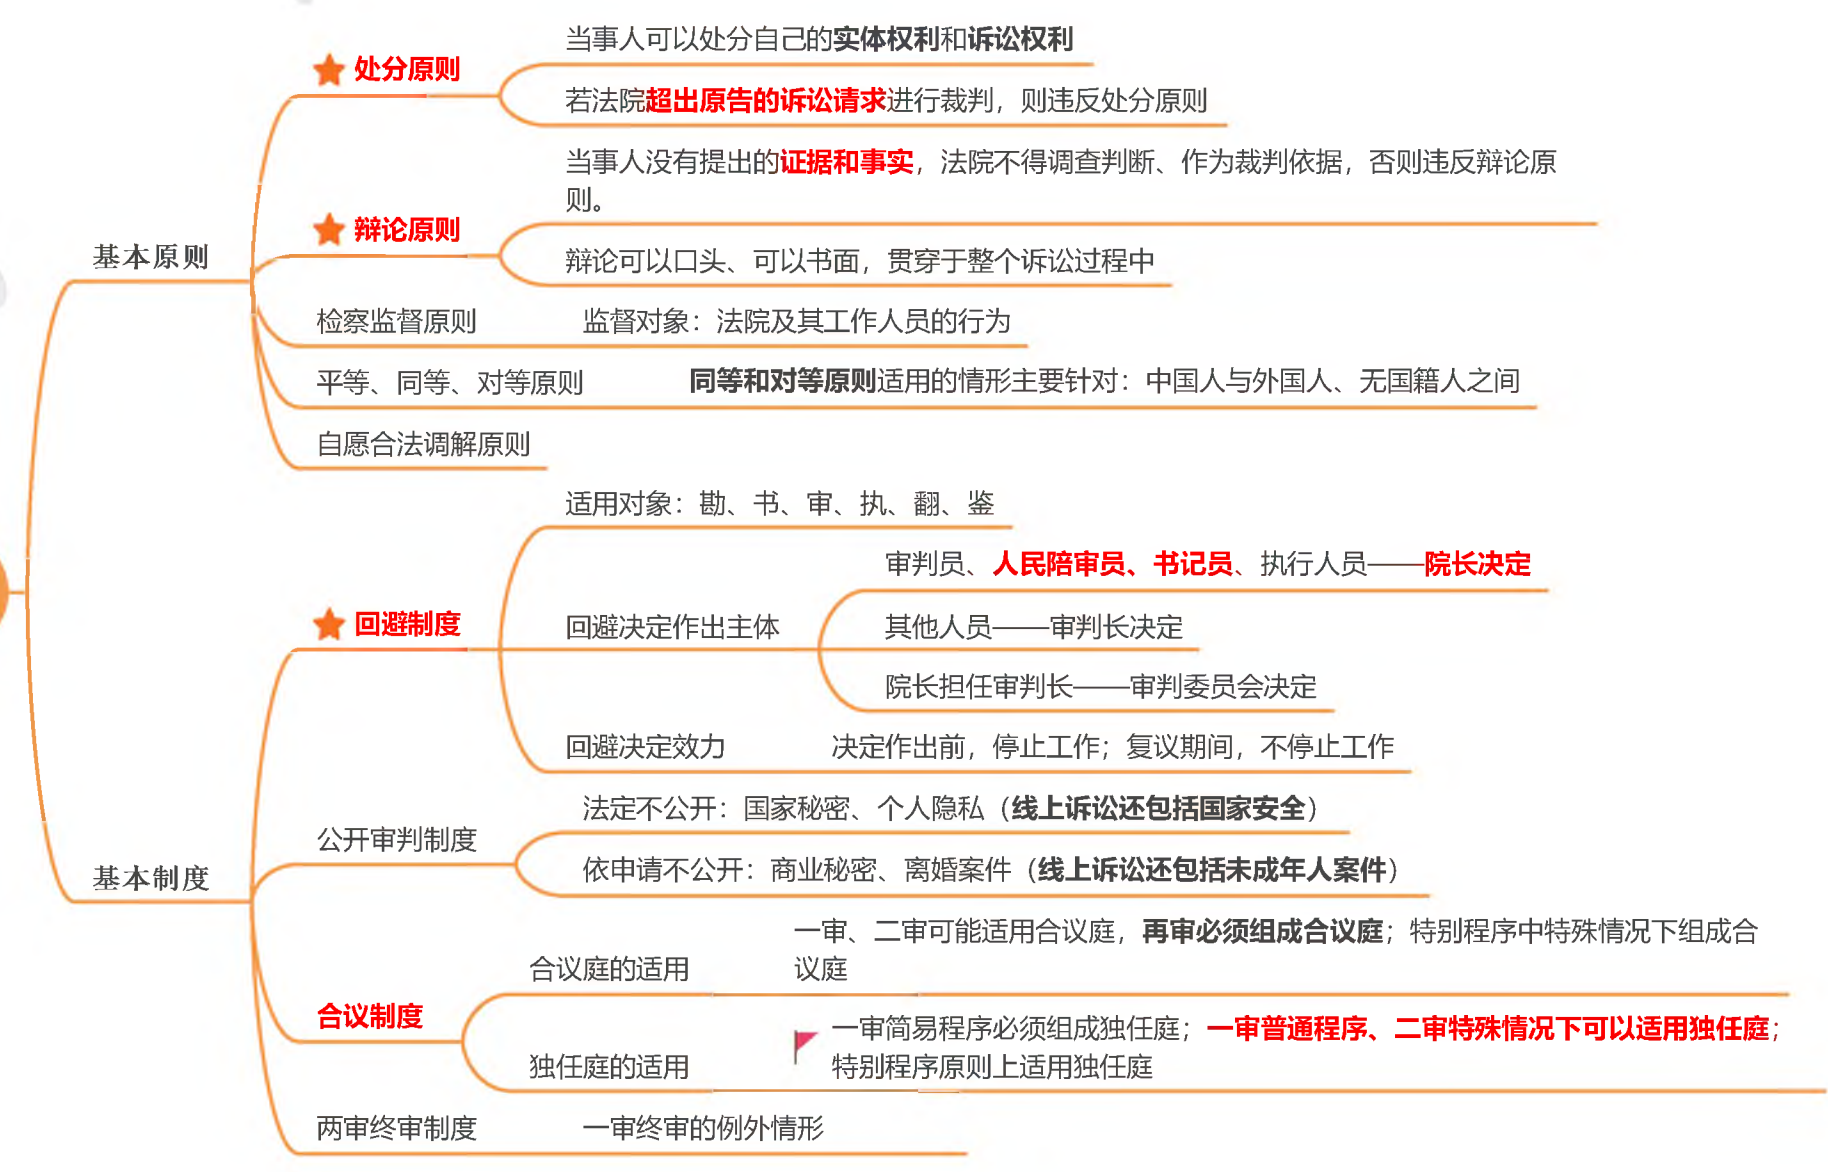 基本原则
处分原则
当事人可以处分自己的实体权利和诉讼权利
若法院超出原告的诉讼请求进行裁判，则违反处分原则
辩论原则
当事人没有提出的证据和事实，法院不得调查判断、作为裁判依据，否则违反辩论原
则。
辩论可以口头、可以书面，贯穿于整个诉讼过程中
检察监督原则
监督对象：法院及其工作人员的行为
平等、同等、对等原则
同等和对等原则适用的情形主要针对：中国人与外国人、无国籍人之间
自愿合法调解原则
基本制度
回避制度
适用对象：勘、书、审、执、翻、鉴
回避决定作出主体
审判员、人民陪审员、书记员、执行人员——院长决定
其他人员——审判长决定
院长担任审判长——审判委员会决定
回避决定效力
决定作出前，停止工作；复议期间，不停止工作
公开审判制度
法定不公开：国家秘密、个人隐私（线上诉讼还包括国家安全）
依申请不公开：商业秘密、离婚案件（线上诉讼还包括未成年人案件）
合议制度
合议庭的适用
一审、二审可能适用合议庭，再审必须组成合议庭；特别程序中特殊情况下组成合
议庭
独任庭的适用
一审简易程序必须组成独任庭；一审普通程序、二审特殊情况下可以适用独任庭；
特别程序原则上适用独任庭
两审终审制度
一审终审的例外情形